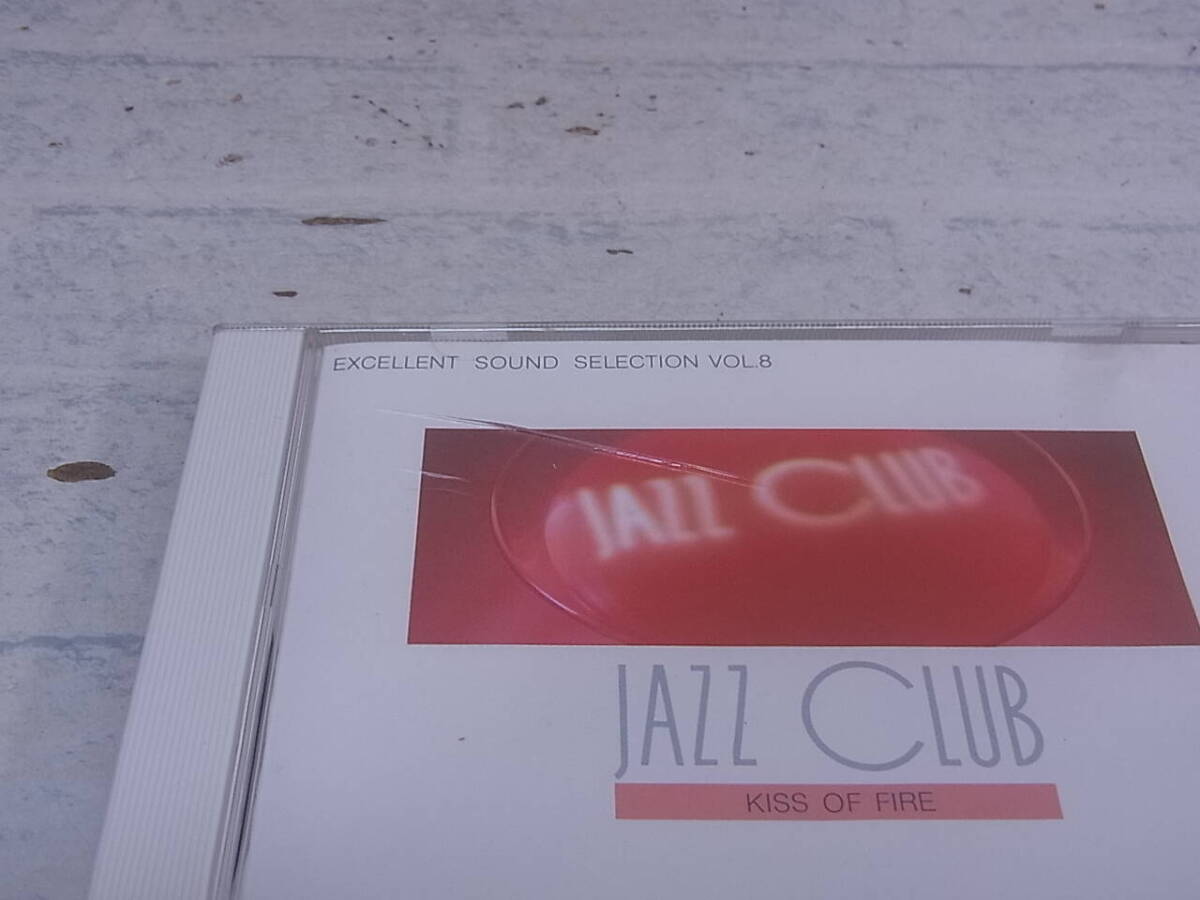 EXCELLENT SOUND SELECTION VOL.8
JAZZ CLUB
JAZZ CLUB
KISS OF FIRE